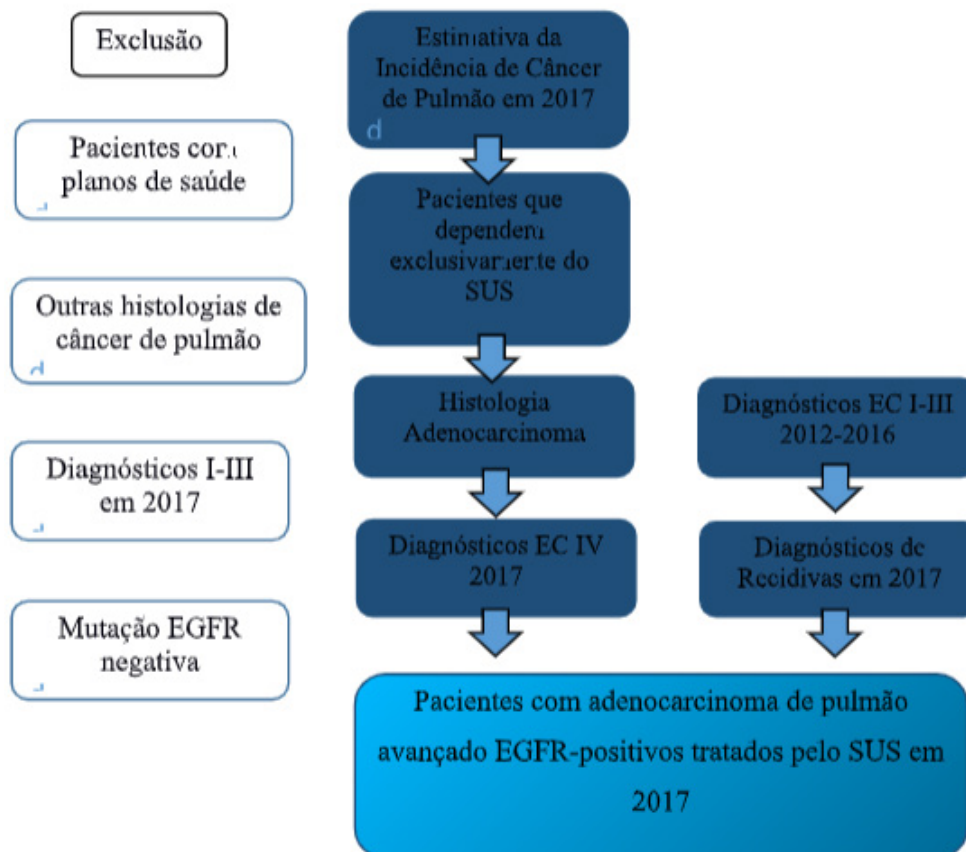 Exclusão
Pacientes com
planos de saúde
Outras histologias de
câncer de pulmão
Diagnósticos I-III
em 2017
Mutação EGFR
negativa
Estimativa da
Incidência de Câncer
de Pulmão em 2017
d
Pacientes que
dependem
exclusivamente do
SUS
Histologia
Adenocarcinoma
Diagnósticos EC IV
2017
Diagnósticos EC I-III
2012-2016
Diagnósticos de
Recidivas em 2017
Pacientes com adenocarcinoma de pulmão
avançado EGFR-positivos tratados pelo SUS em
2017